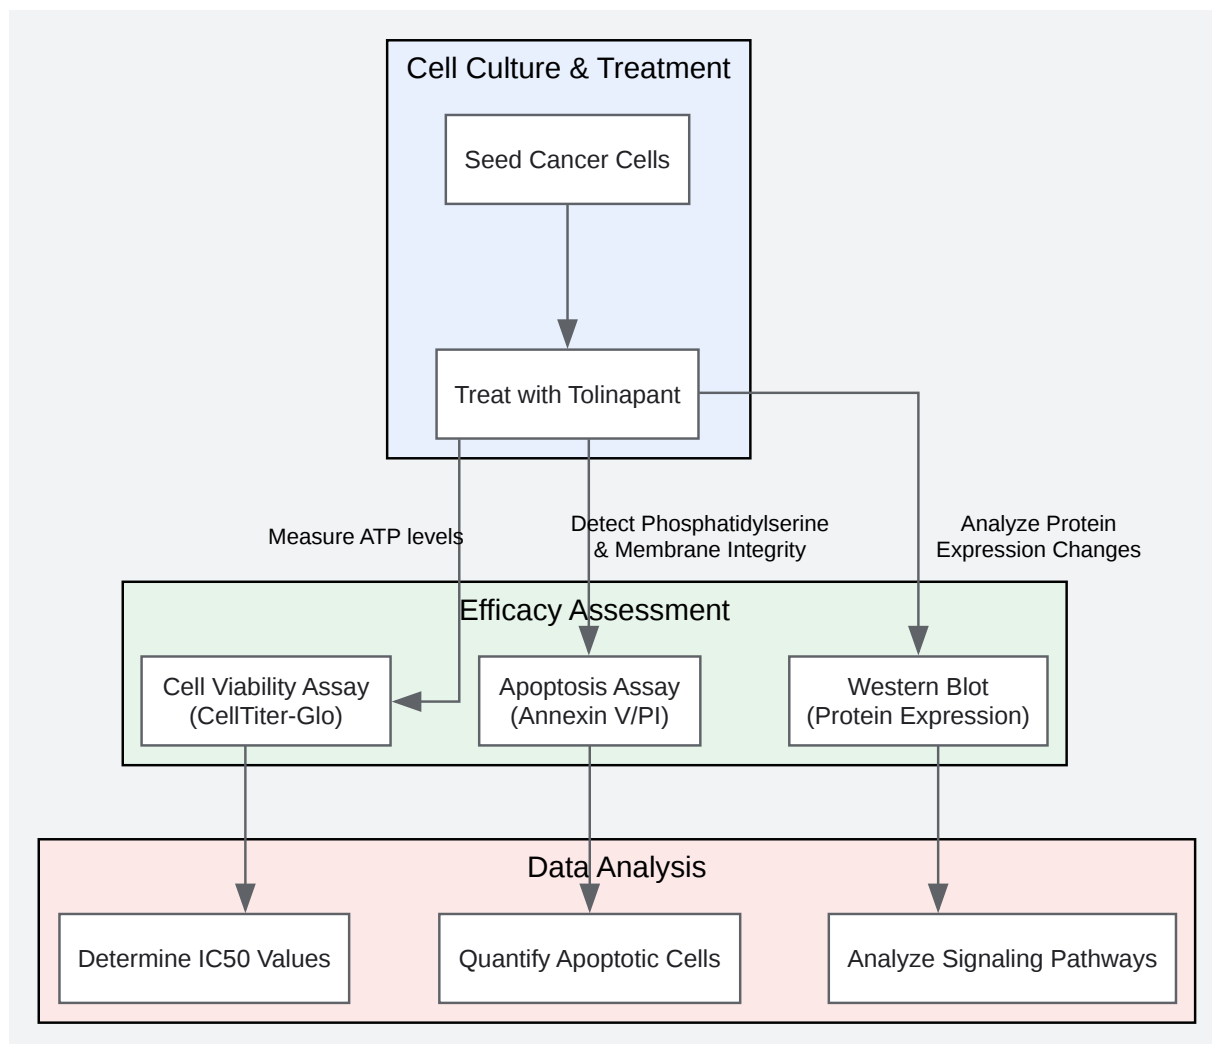 Cell Culture & Treatment
Seed Cancer Cells
Treat with Tolinapant
Measure ATP levels
Detect Phosphatidylserine
& Membrane Integrity
Analyze Protein
Expression Changes
Efficacy Assessment
Cell Viability Assay
(CellTiter-Glo)
Apoptosis Assay
(Annexin V/PI)
Western Blot
(Protein Expression)
Data Analysis
Determine IC50 Values
Quantify Apoptotic Cells
Analyze Signaling Pathways